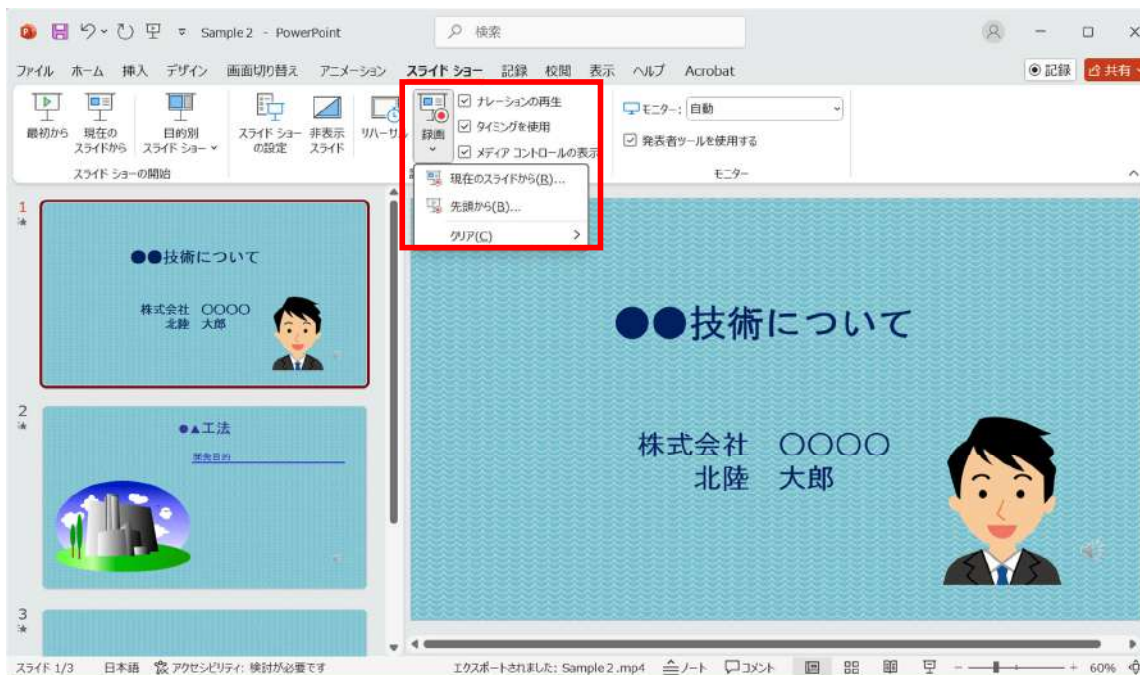 Sample 2 - PowerPoint
検索
ファイル ホーム 挿入 デザイン 画面切り替え アニメーション スライド ショー 記録 校閲 表示 ヘルプ Acrobat
記録
共有
最初から
現在の
スライドから
目的別
スライド ショー
スライド ショー
の設定
非表示
スライド
リハーサル
録画
ナレーションの再生
タイミングを使用
メディア コントロールの表示
モニター: 自動
発表者ツールを使用する
スライド ショーの開始
モニター
現在のスライドから(R)...
先頭から(B)...
クリア(C)
1
●●技術について
株式会社 〇〇〇〇
北陸 大郎
2
●▲工法
開発目的
3
●●技術について
株式会社 〇〇〇〇
北陸 大郎
スライド 1/3 日本語 アクセシビリティ: 検討が必要です エクスポートされました: Sample 2.mp4 ノート コメント 60%